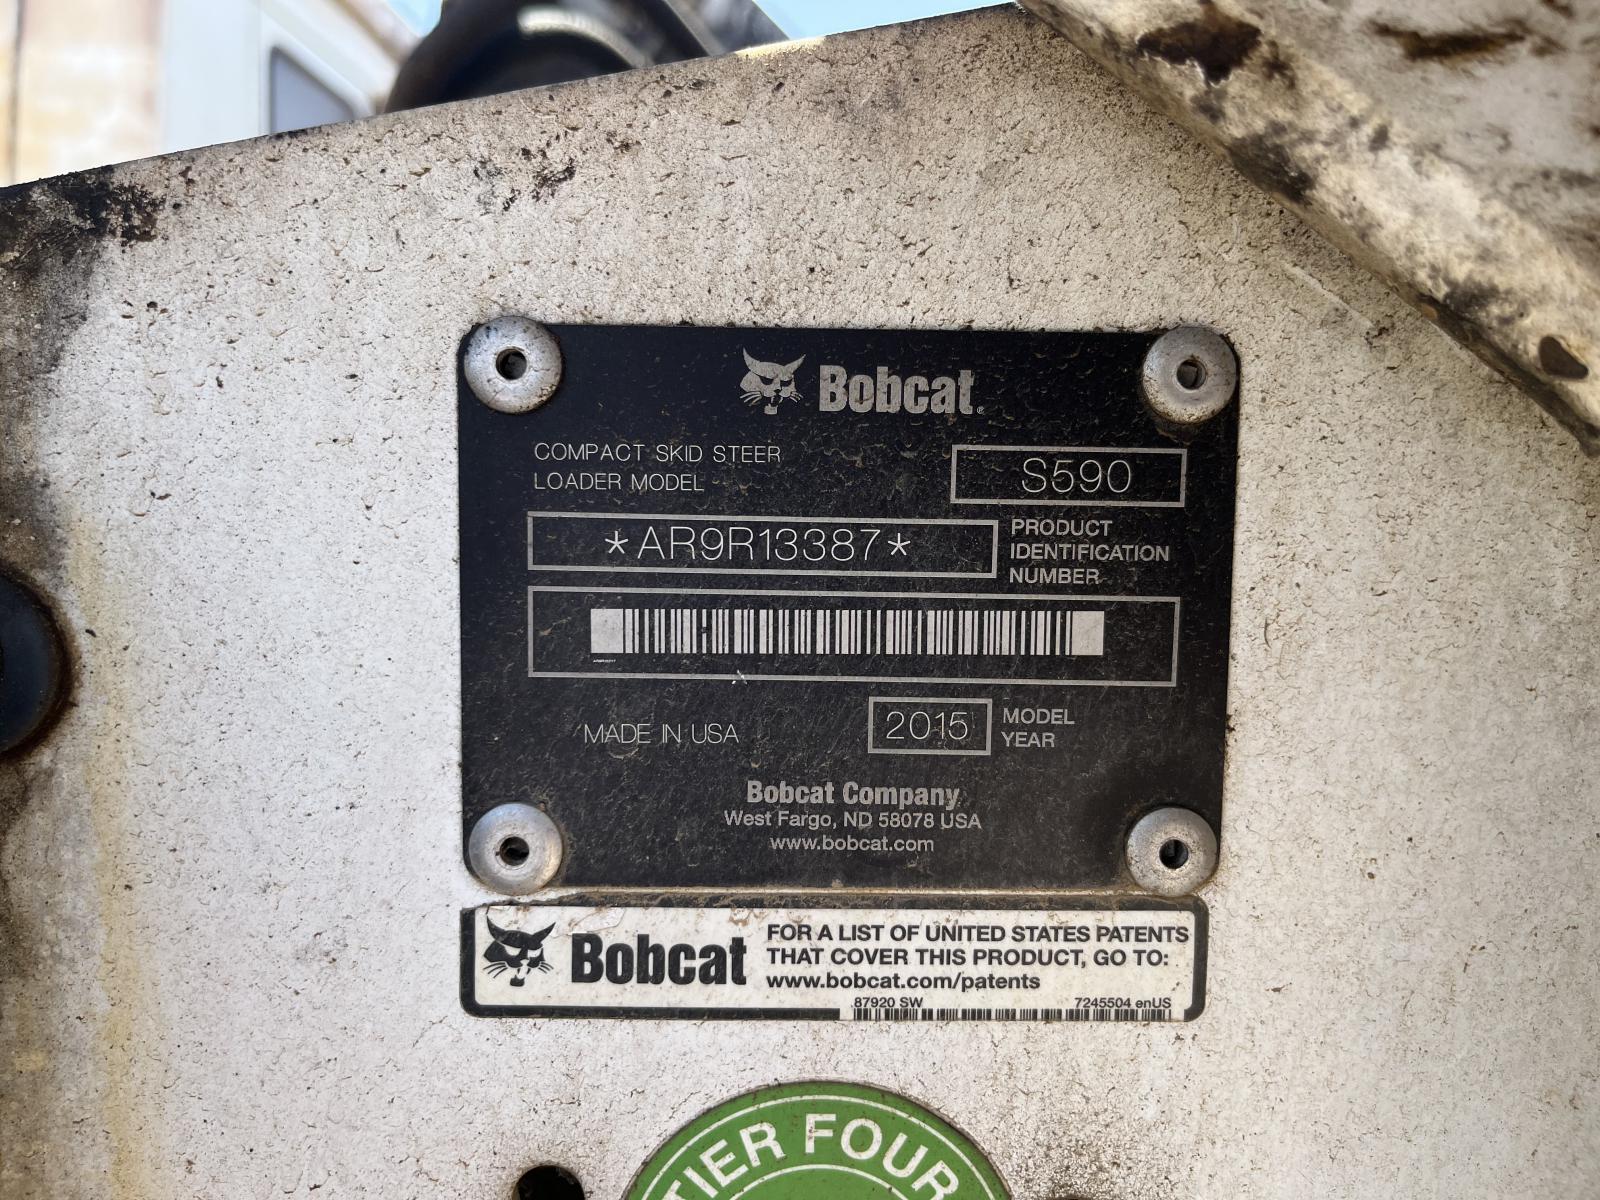 Bobcat®
COMPACT SKID STEER
LOADER MODEL
S590
*AR9R13387*
PRODUCT
IDENTIFICATION
NUMBER
MADE IN USA
2015
MODEL
YEAR
Bobcat Company
West Fargo, ND 58078 USA
www.bobcat.com
Bobcat
FOR A LIST OF UNITED STATES PATENTS
THAT COVER THIS PRODUCT, GO TO:
www.bobcat.com/patents
87920 SW
7245504 enUS
TIER FOUR